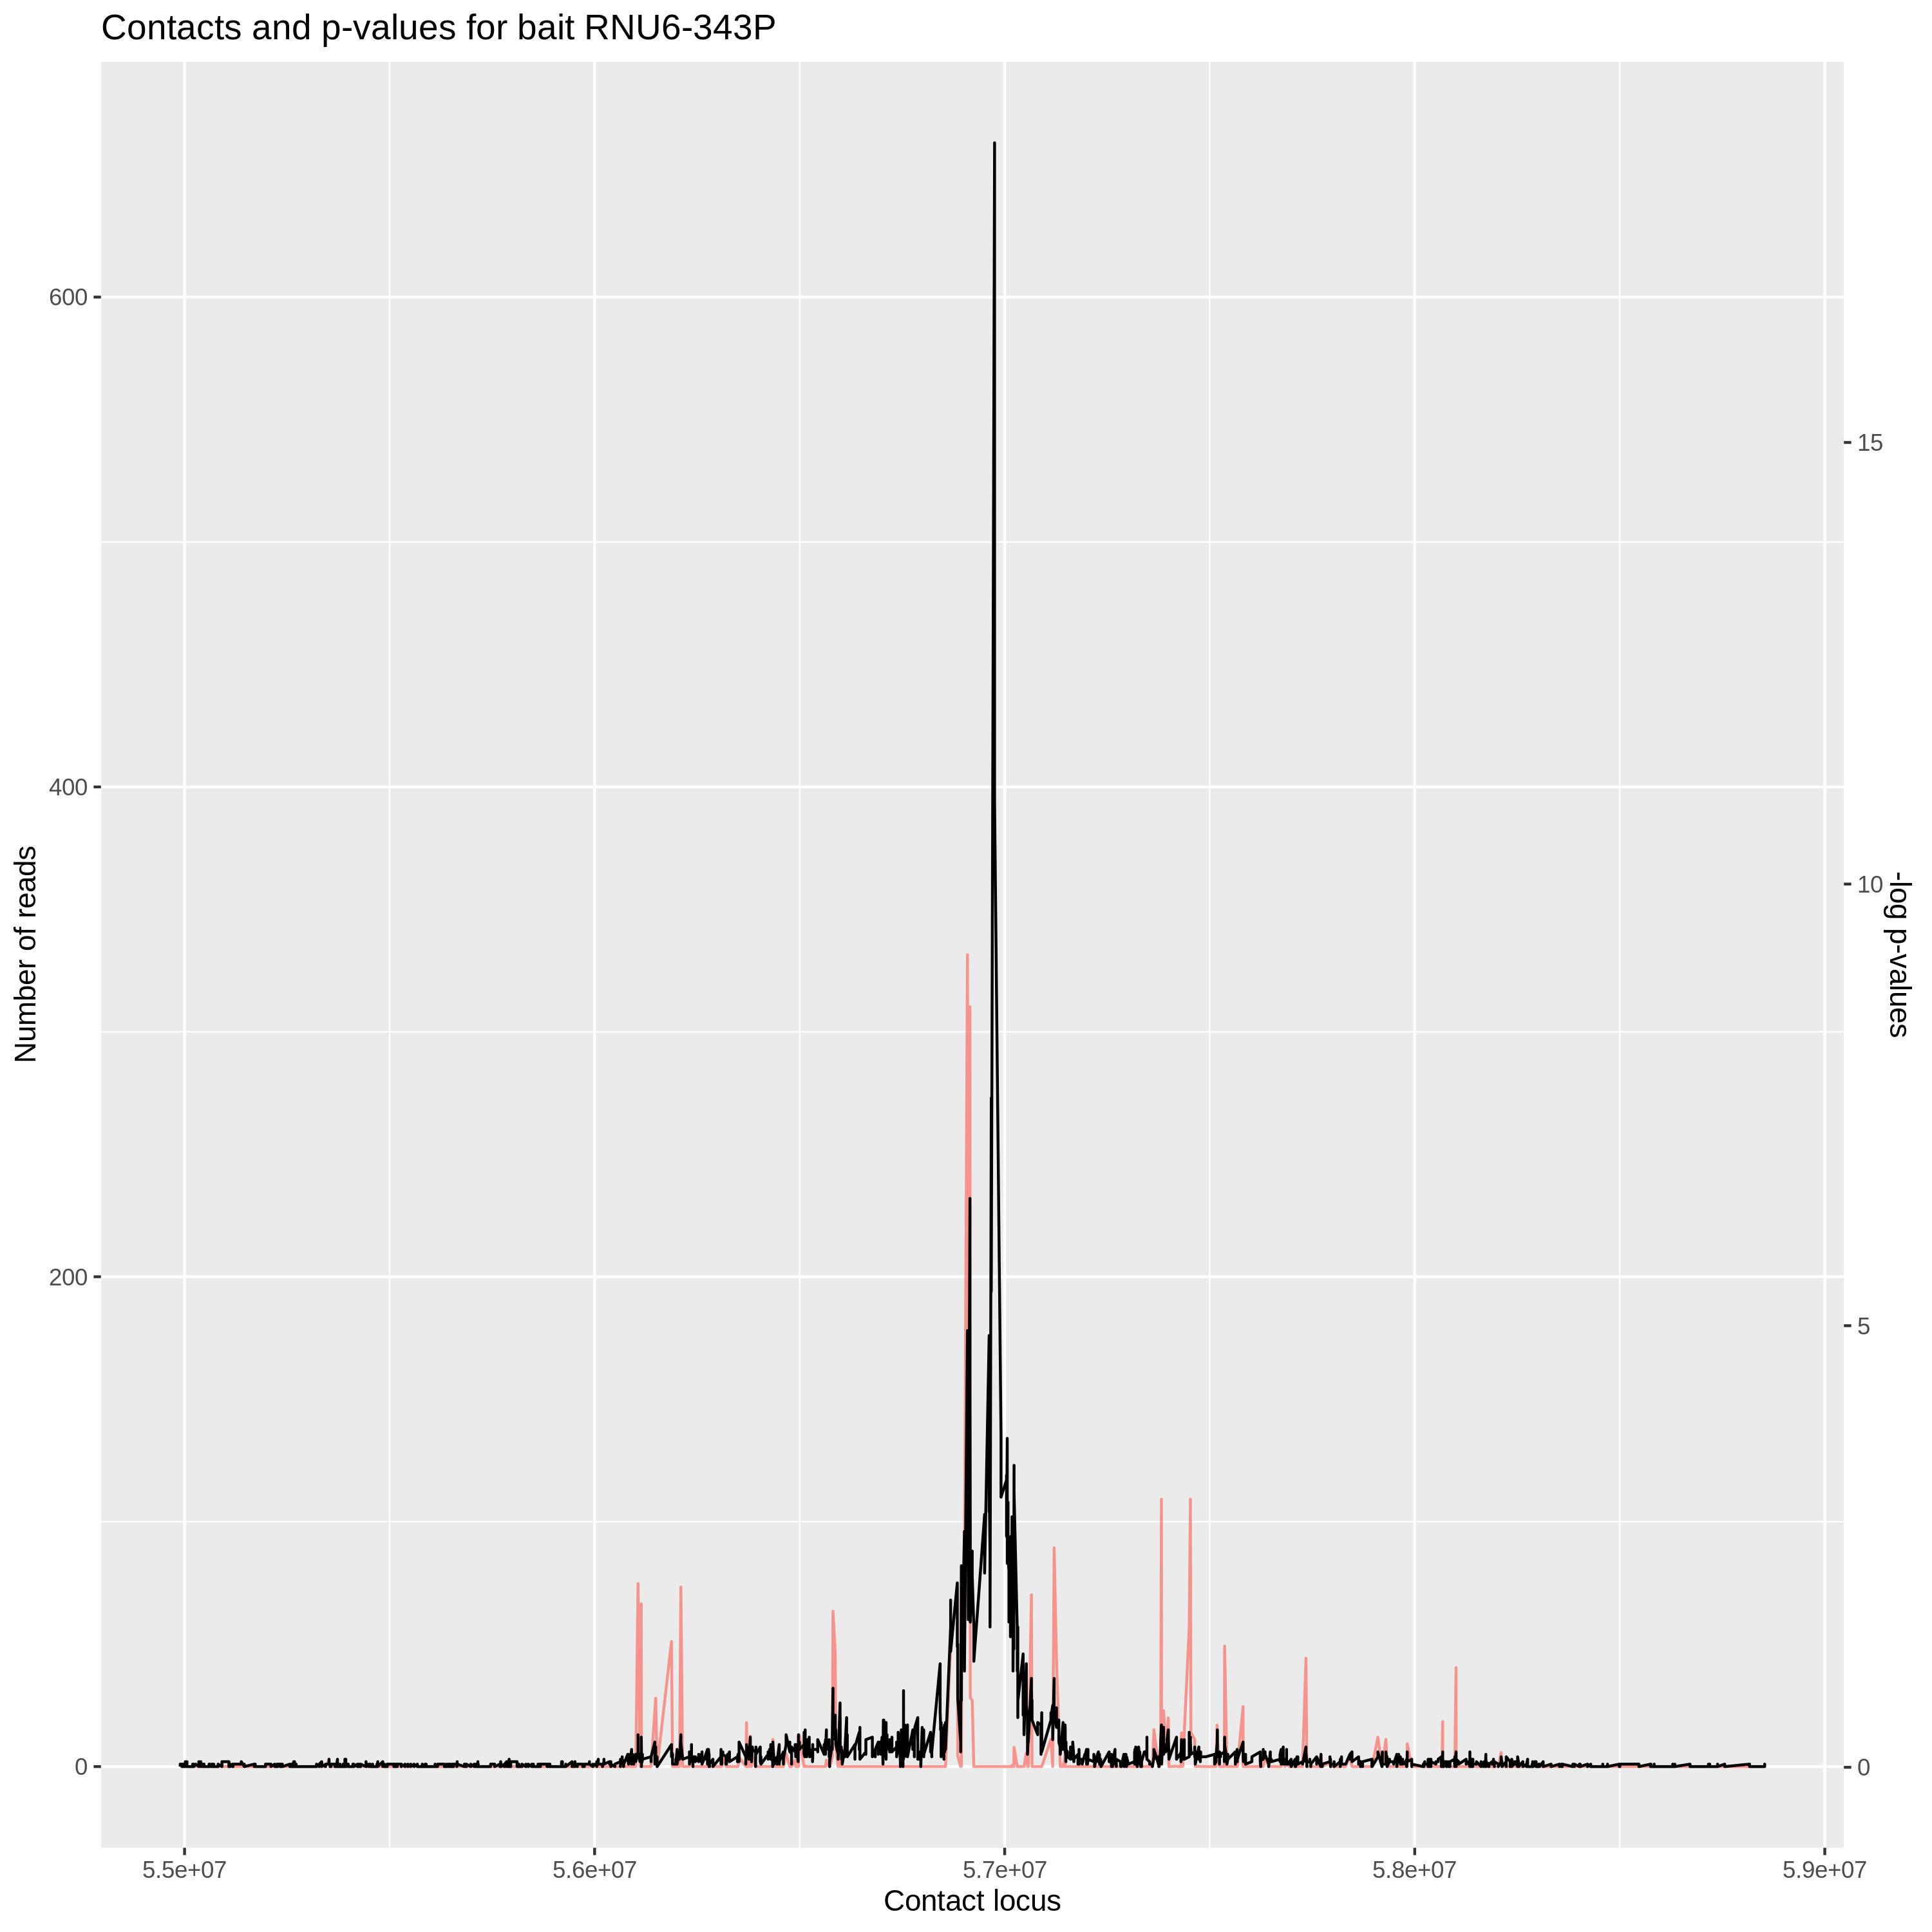 Contacts and p-values for bait RNU6-343P
600
400
200
0
Number of reads
15
10
5
0
-log p-values
5.5e+07 5.6e+07 5.7e+07 5.8e+07 5.9e+07
Contact locus